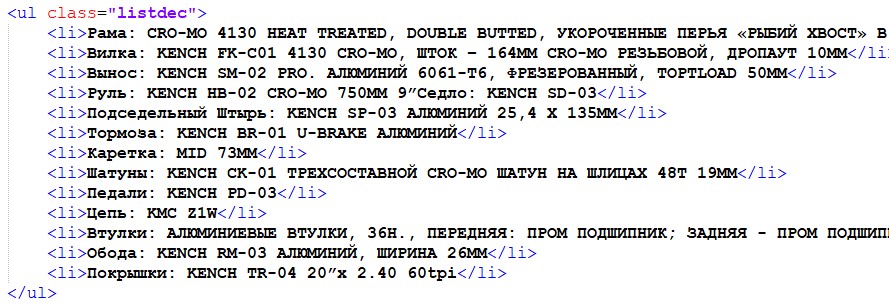 <ul class="listdec">
<li>Рама: CRO-MO 4130 HEAT TREATED, DOUBLE BUTTED, УКОРОЧЕННЫЕ ПЕРЬЯ «РЫБИЙ ХВОСТ» В
<li>Вилка: KENCH FK-C01 4130 CRO-MO, ШТОК – 164ММ CRO-MO РЕЗЬБОВОЙ, ДРОПАУТ 10ММ</li
<li>Вынос: KENCH SM-02 PRO. АЛЮМИНИЙ 6061-T6, ФРЕЗЕРОВАННЫЙ, TOPTLOAD 50ММ</li>
<li>Руль: KENCH HB-02 CRO-MO 750ММ 9”Седло: KENCH SD-03</li>
<li>Подседельный Штырь: KENCH SP-03 АЛЮМИНИЙ 25,4 X 135ММ</li>
<li>Тормоза: KENCH BR-01 U-BRAKE АЛЮМИНИЙ</li>
<li>Каретка: MID 73ММ</li>
<li>Шатуны: KENCH CK-01 ТРЕХСОСТАВНОЙ CRO-MO ШАТУН НА ШЛИЦАХ 48T 19ММ</li>
<li>Педали: KENCH PD-03</li>
<li>Цепь: KMC Z1W</li>
<li>Втулки: АЛЮМИНИЕВЫЕ ВТУЛКИ, 36H., ПЕРЕДНЯЯ: ПРОМ ПОДШИПНИК; ЗАДНЯЯ – ПРОМ ПОДШИП
<li>Обода: KENCH RM-03 АЛЮМИНИЙ, ШИРИНА 26ММ</li>
<li>Покрышки: KENCH TR-04 20”x 2.40 60tpi</li>
</ul>